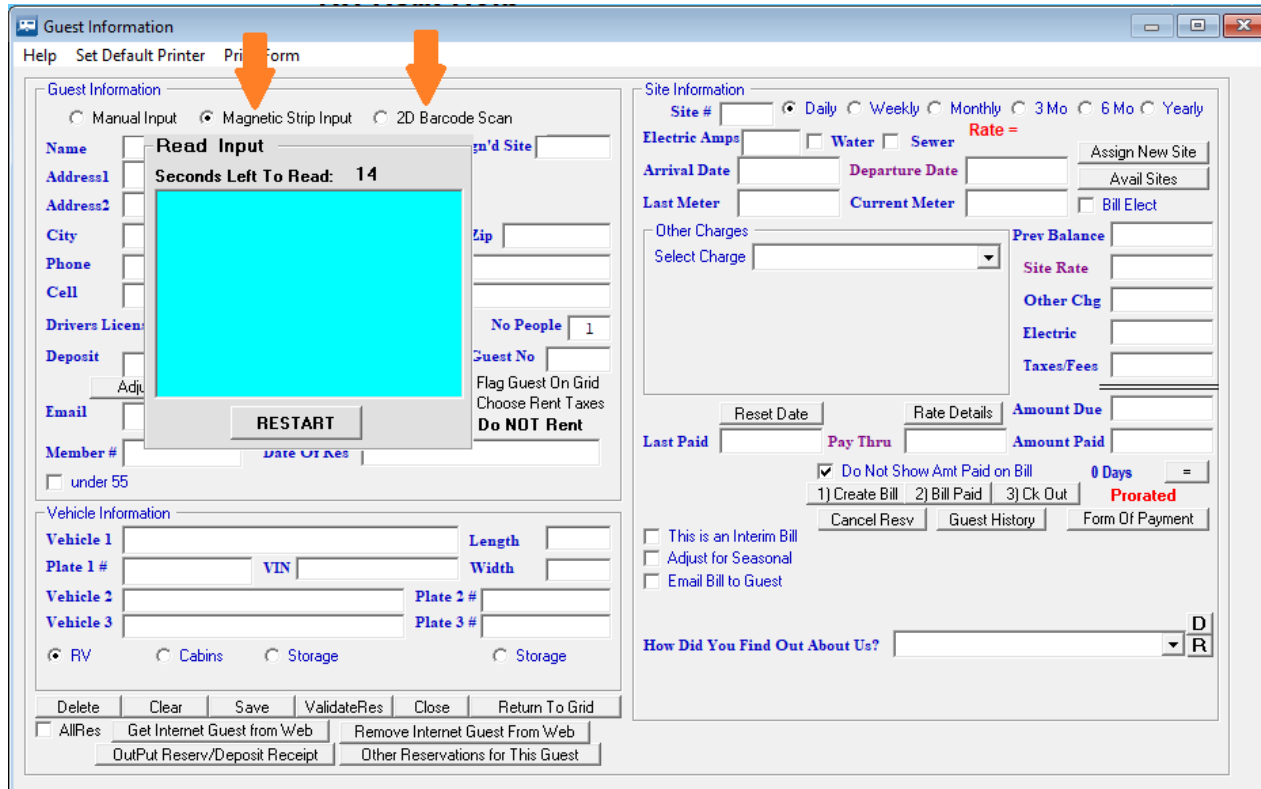 Guest Information
Help Set Default Printer Form
Guest Information
Manual Input Magnetic Strip Input 2D Barcode Scan
Name
Address1
Address2
City Zip
Phone
Cell
Drivers No People 1
Deposit Guest No
Flag Guest On Grid
Choose Rent Taxes
Email Do NOT Rent
Member # Date Of Res
under 55
Read Input
Seconds Left To Read: 14
RESTART
Vehicle Information
Vehicle 1 Length
Plate 1 # VIN Width
Vehicle 2 Plate 2 #
Vehicle 3 Plate 3 #
RV Cabins Storage Storage
Delete Clear Save ValidateRes Close Return To Grid
AllRes Get Internet Guest from Web Remove Internet Guest From Web
OutPut Reserv/Deposit Receipt Other Reservations for This Guest
Site Information
Site # Daily Weekly Monthly 3 Mo 6 Mo Yearly
Electric Amps Water Sewer Rate =
Assign New Site
Arrival Date Departure Date Avail Sites
Last Meter Current Meter Bill Elect
Other Charges
Select Charge
Prev Balance
Site Rate
Other Chg
Electric
Taxes/Fees
Reset Date Rate Details Amount Due
Last Paid Pay Thru Amount Paid
Do Not Show Amt Paid on Bill 0 Days =
1) Create Bill 2) Bill Paid 3) Ck Out Prorated
Cancel Resv Guest History Form Of Payment
This is an Interim Bill
Adjust for Seasonal
Email Bill to Guest
How Did You Find Out About Us?
D
R